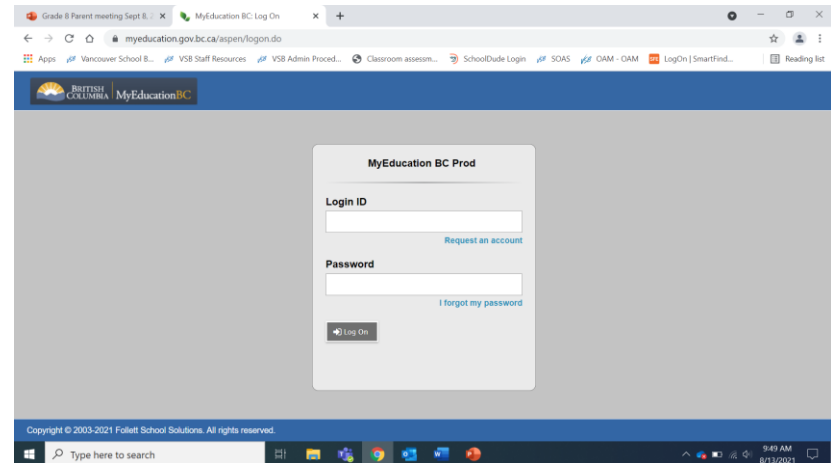 Grade 8 Parent meeting Sept 8, 2
MyEducation BC: Log On
myeducation.gov.bc.ca/aspen/logon.do
Apps Vancouver School B... VSB Staff Resources VSB Admin Proced... Classroom assessm... SchoolDude Login SOAS OAM - OAM LogOn | SmartFind... Reading list
BRITISH COLUMBIA MyEducationBC
MyEducation BC Prod
Login ID
Request an account
Password
I forgot my password
Log On
Copyright © 2003-2021 Follett School Solutions. All rights reserved.
Type here to search
9:49 AM
8/13/2021